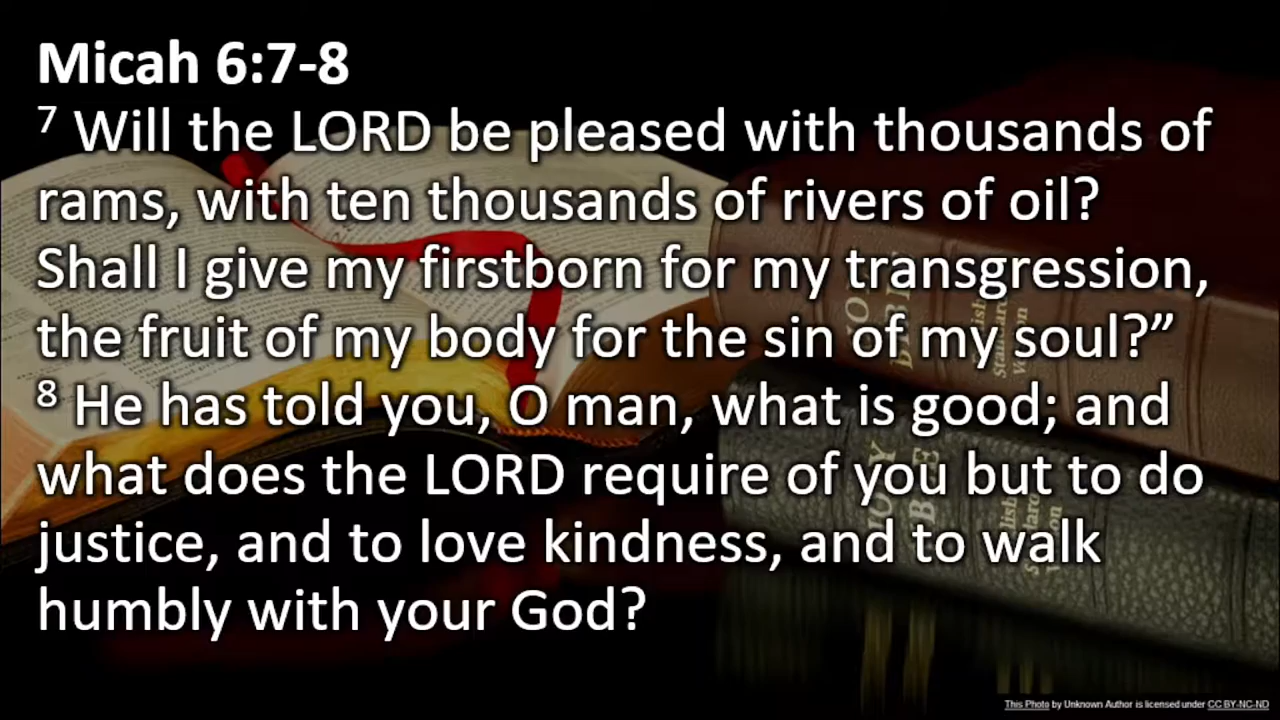 Micah 6:7-8
⁷ Will the LORD be pleased with thousands of
rams, with ten thousands of rivers of oil?
Shall I give my firstborn for my transgression,
the fruit of my body for the sin of my soul?”
⁸ He has told you, O man, what is good; and
what does the LORD require of you but to do
justice, and to love kindness, and to walk
humbly with your God?
This Photo by Unknown Author is licensed under CC BY-NC-ND